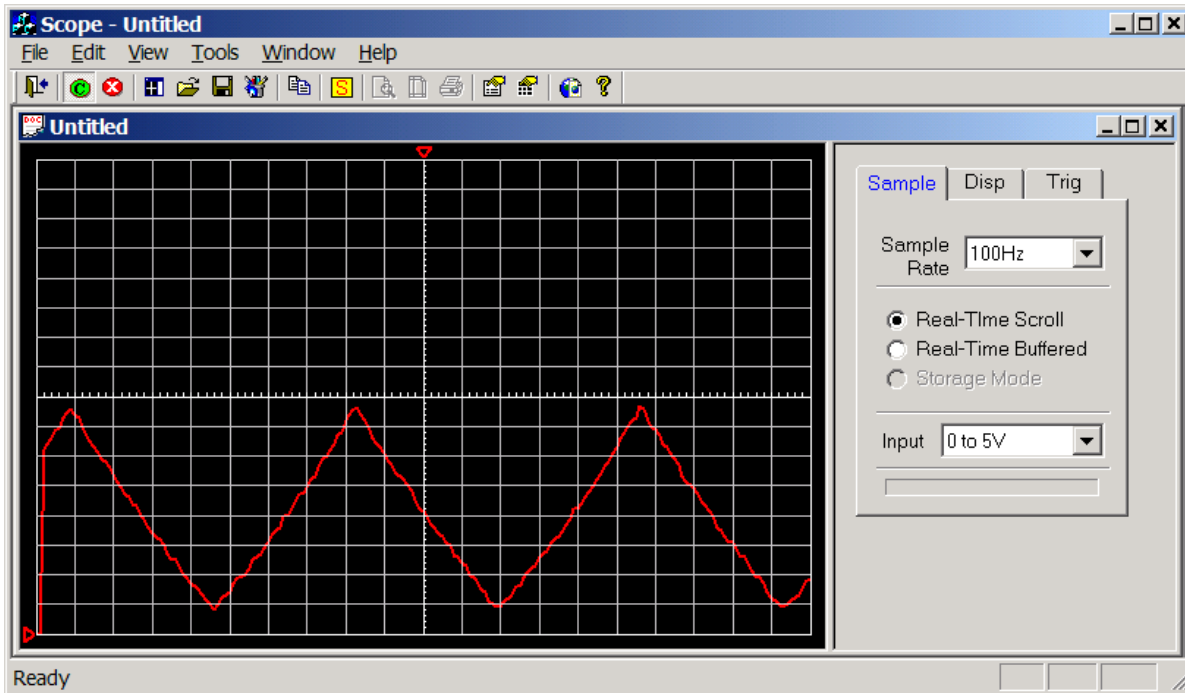 Scope - Untitled
File Edit View Tools Window Help
C S ?
DOC Untitled
Sample Disp Trig
Sample Rate 100Hz
Real-TIme Scroll
Real-Time Buffered
Storage Mode
Input 0 to 5V
Ready